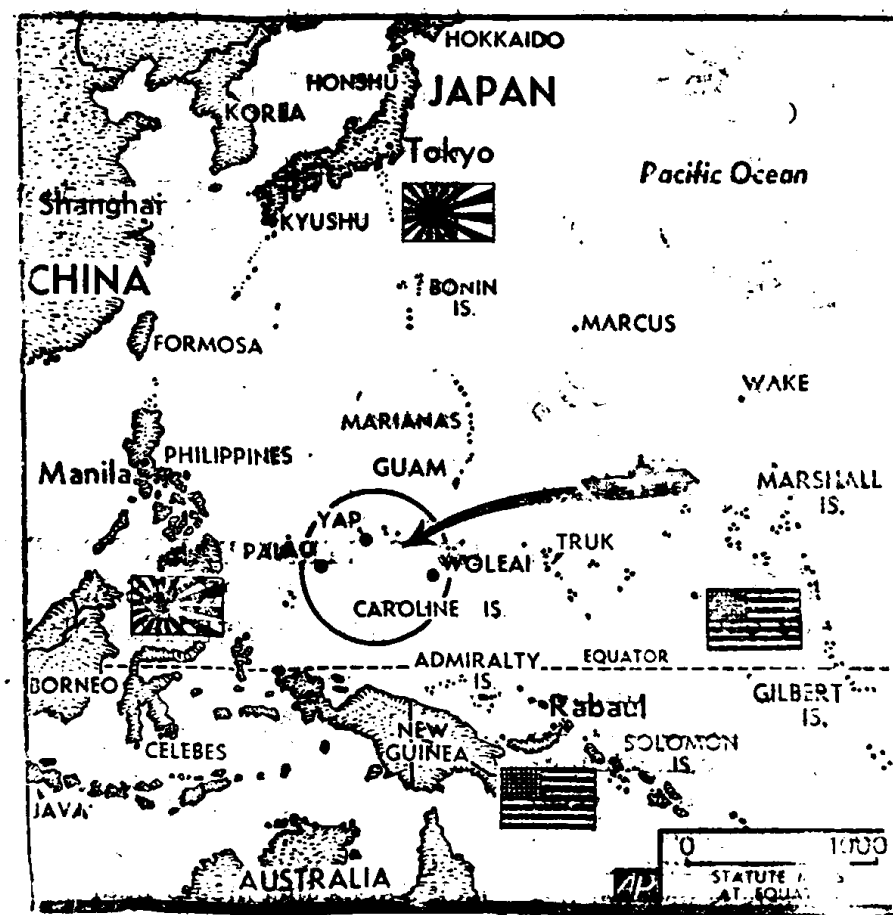 HOKKAIDO
HONSHU
JAPAN
KOREA
Tokyo
Pacific Ocean
Shanghai
KYUSHU
CHINA
BONIN
IS.
MARCUS
FORMOSA
WAKE
MARIANAS
PHILIPPINES
GUAM
Manila
MARSHALL
IS.
YAP
TRUK
WOLEAI
CAROLINE IS.
ADMIRALTY
IS.
EQUATOR
BORNEO
GILBERT
IS.
Rabaul
NEW
GUINEA
CELEBES
SOLOMON
IS.
JAVA
0 1000
STATUTE
AT
AUSTRALIA
AP